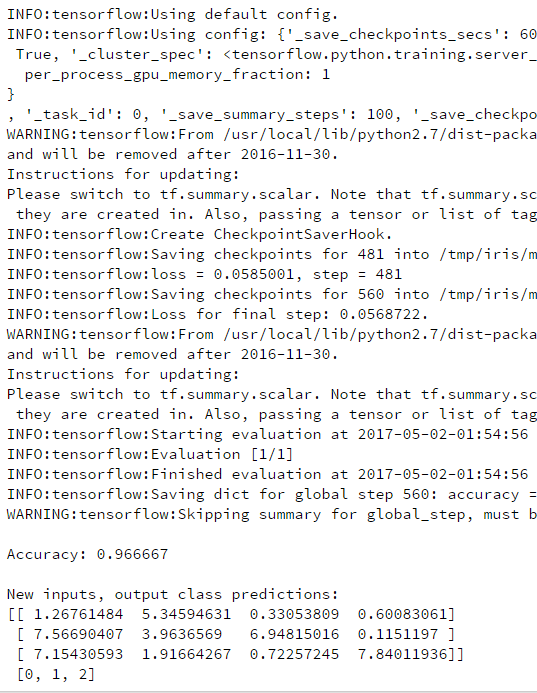 INFO:tensorflow:Using default config.
INFO:tensorflow:Using config: {'_save_checkpoints_secs': 60
 True, '_cluster_spec': <tensorflow.python.training.server_
  per_process_gpu_memory_fraction: 1
}
, '_task_id': 0, '_save_summary_steps': 100, '_save_checkpo
WARNING:tensorflow:From /usr/local/lib/python2.7/dist-packa
and will be removed after 2016-11-30.
Instructions for updating:
Please switch to tf.summary.scalar. Note that tf.summary.sc
 they are created in. Also, passing a tensor or list of tag
INFO:tensorflow:Create CheckpointSaverHook.
INFO:tensorflow:Saving checkpoints for 481 into /tmp/iris/m
INFO:tensorflow:loss = 0.0585001, step = 481
INFO:tensorflow:Saving checkpoints for 560 into /tmp/iris/m
INFO:tensorflow:Loss for final step: 0.0568722.
WARNING:tensorflow:From /usr/local/lib/python2.7/dist-packa
and will be removed after 2016-11-30.
Instructions for updating:
Please switch to tf.summary.scalar. Note that tf.summary.sc
 they are created in. Also, passing a tensor or list of tag
INFO:tensorflow:Starting evaluation at 2017-05-02-01:54:56
INFO:tensorflow:Evaluation [1/1]
INFO:tensorflow:Finished evaluation at 2017-05-02-01:54:56
INFO:tensorflow:Saving dict for global step 560: accuracy =
WARNING:tensorflow:Skipping summary for global_step, must b

Accuracy: 0.966667

New inputs, output class predictions:
[[ 1.26761484  5.34594631  0.33053809  0.60083061]
 [ 7.56690407  3.9636569   6.94815016  0.1151197 ]
 [ 7.15430593  1.91664267  0.72257245  7.84011936]]
 [0, 1, 2]